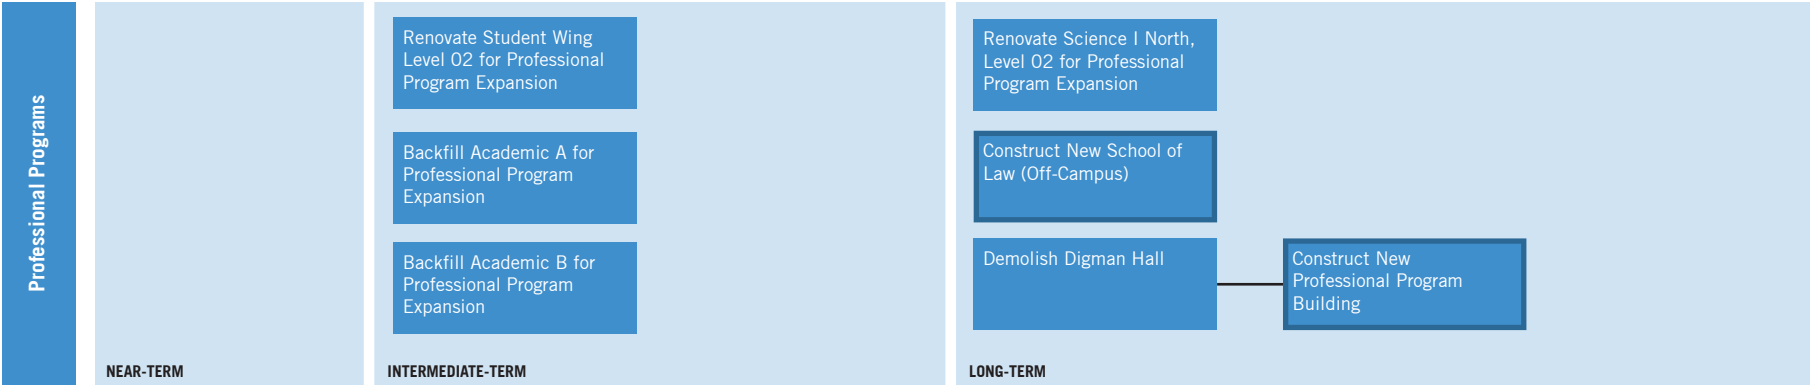 Professional Programs
NEAR-TERM
Renovate Student Wing
Level 02 for Professional
Program Expansion
Backfill Academic A for
Professional Program
Expansion
Backfill Academic B for
Professional Program
Expansion
INTERMEDIATE-TERM
Renovate Science I North,
Level 02 for Professional
Program Expansion
Construct New School of
Law (Off-Campus)
Demolish Digman Hall
Construct New
Professional Program
Building
LONG-TERM